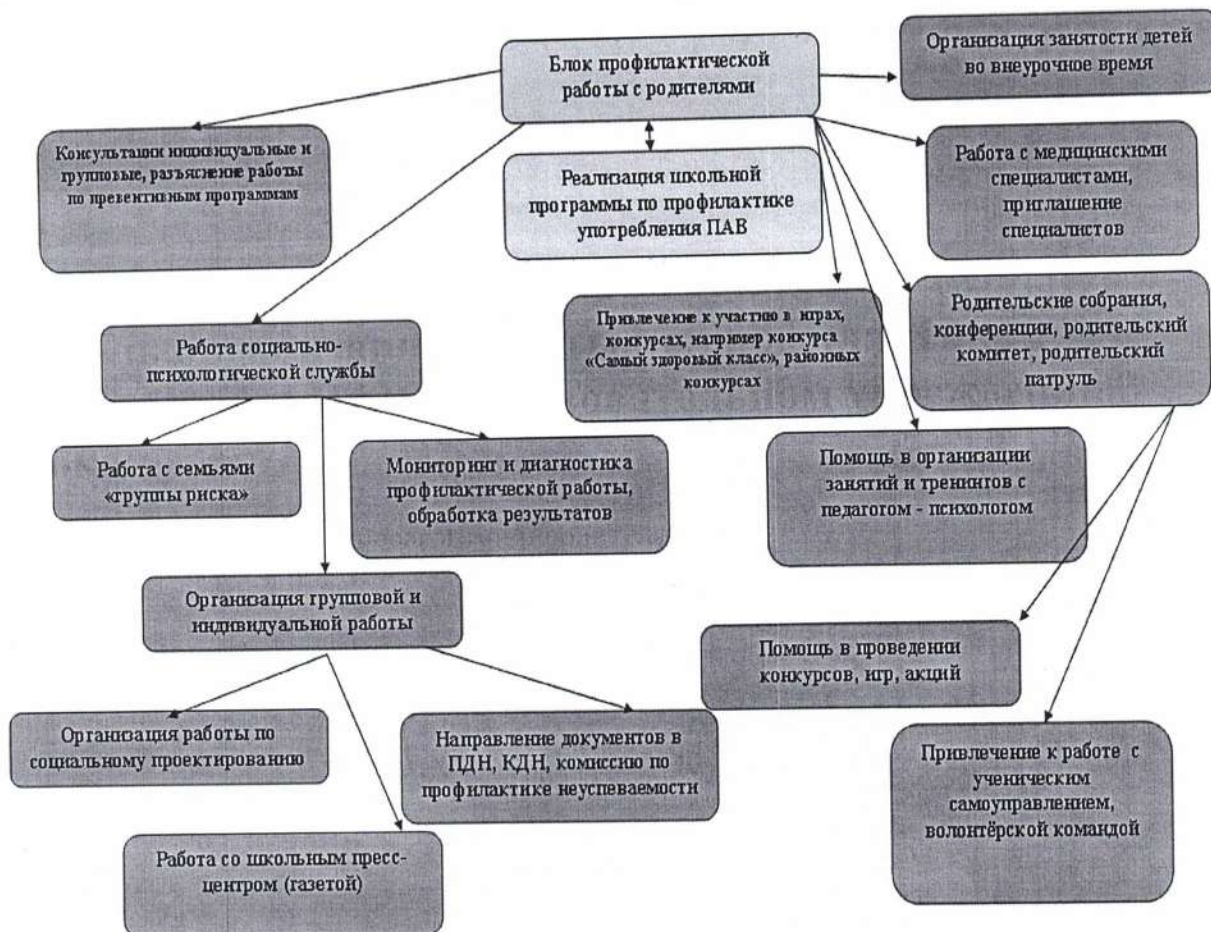 Блок профилактической
работы с родителями
Организация занятости детей
во внеурочное время
Консультации индивидуальные и
групповые, разъяснение работы
по превентивным программам
Реализация школьной
программы по профилактике
употребления ПАВ
Работа с медицинскими
специалистами,
приглашение
специалистов
Привлечение к участию в играх,
конкурсах, например конкурса
«Самый здоровый класс», районных
конкурсах
Родительские собрания,
конференции, родительский
комитет, родительский
патруль
Работа социально-
психологической службы
Работа с семьями
«группы риска»
Мониторинг и диагностика
профилактической работы,
обработка результатов
Помощь в организации
занятий и тренингов с
педагогом - психологом
Организация групповой и
индивидуальной работы
Помощь в проведении
конкурсов, игр, акций
Организация работы по
социальному проектированию
Направление документов в
ПДН, КДН, комиссию по
профилактике неуспеваемости
Привлечение к работе с
ученическим
самоуправлением,
волонтёрской командой
Работа со школьным пресс-
центром (газетой)